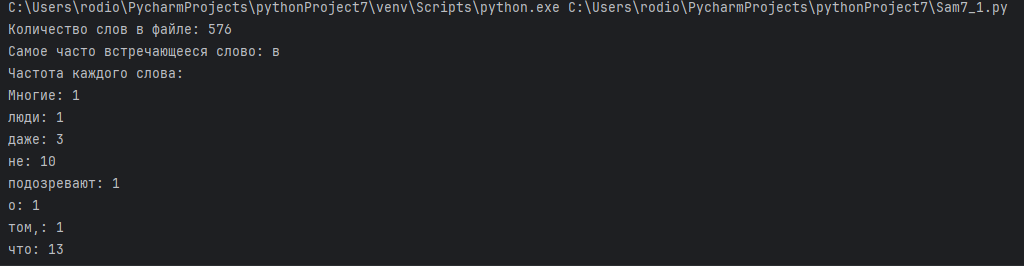 C:\Users\rodio\PycharmProjects\pythonProject7\venv\Scripts\python.exe C:\Users\rodio\PycharmProjects\pythonProject7\Sam7_1.py
Количество слов в файле: 576
Самое часто встречающееся слово: в
Частота каждого слова:
Многие: 1
люди: 1
даже: 3
не: 10
подозревают: 1
о: 1
том,: 1
что: 13